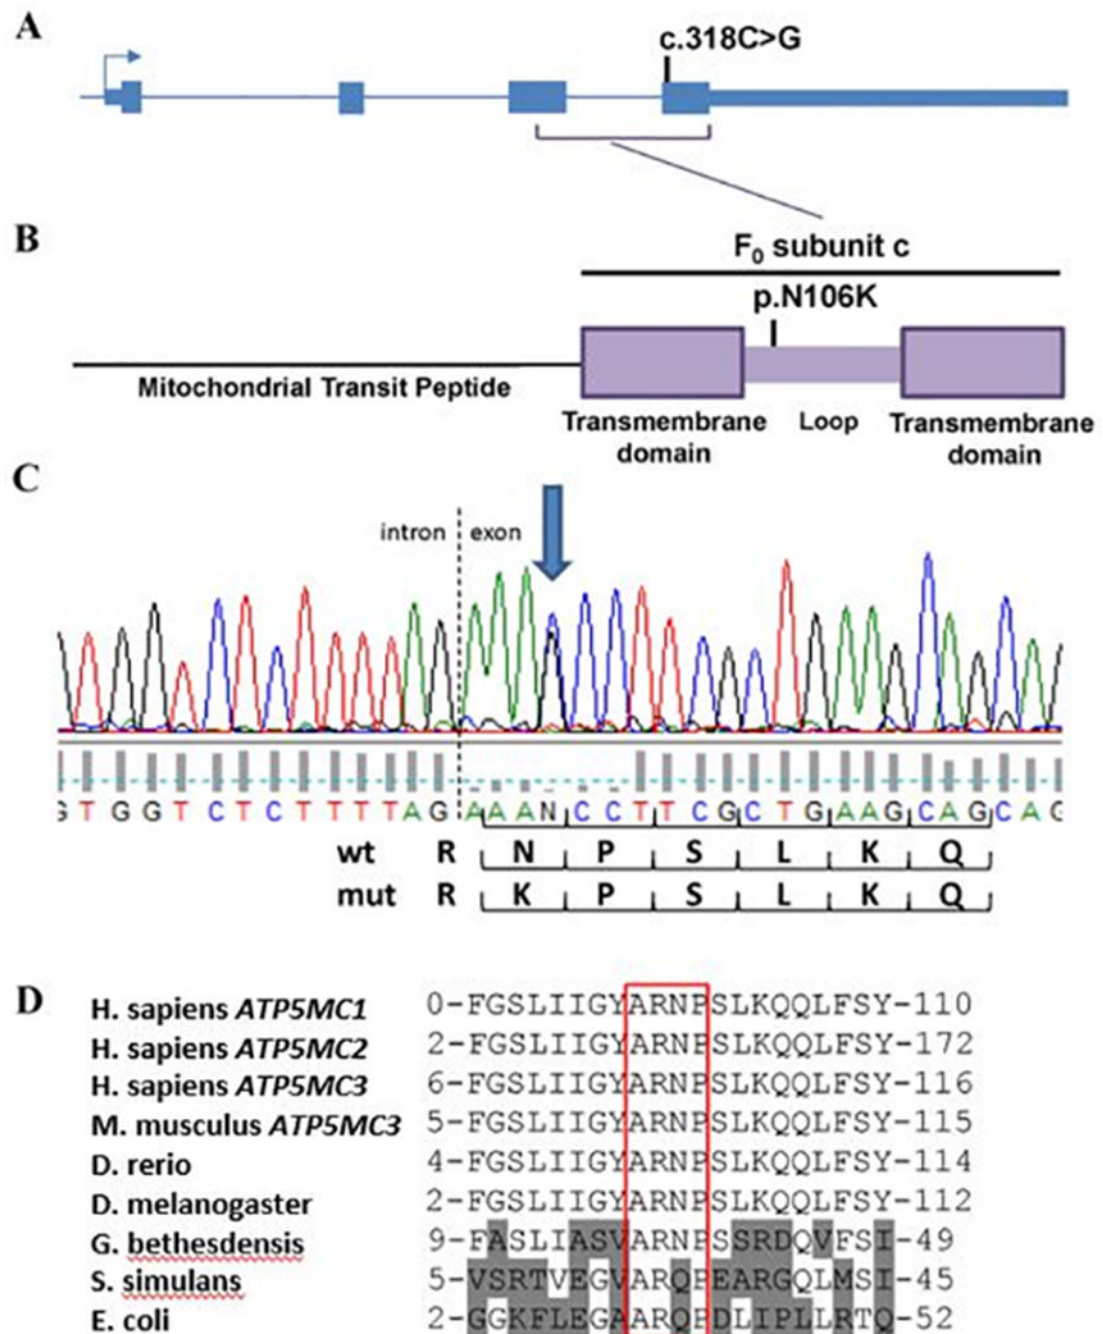 A
c.318C>G
B
F0 subunit c
p.N106K
Mitochondrial Transit Peptide
Transmembrane domain
Loop
Transmembrane domain
C
intron
exon
G T G G T C T C T T T T A G A A A N C C T T C G C T G A A G C A G C A G
wt R N P S L K Q
mut R K P S L K Q
D
H. sapiens ATP5MC1 0-FGSLIIGYARNPSLKQQLFSY-110
H. sapiens ATP5MC2 2-FGSLIIGYARNPSLKQQLFSY-172
H. sapiens ATP5MC3 6-FGSLIIGYARNPSLKQQLFSY-116
M. musculus ATP5MC3 5-FGSLIIGYARNPSLKQQLFSY-115
D. rerio 4-FGSLIIGYARNPSLKQQLFSY-114
D. melanogaster 2-FGSLIIGYARNPSLKQQLFSY-112
G. bethesdensis 9-FASLIASVARNPSSRDQVFSI-49
S. simulans 5-VSRTVEGVARQPEARGQLMSI-45
E. coli 2-GGKFLEGAARQPDLIPLLRTQ-52